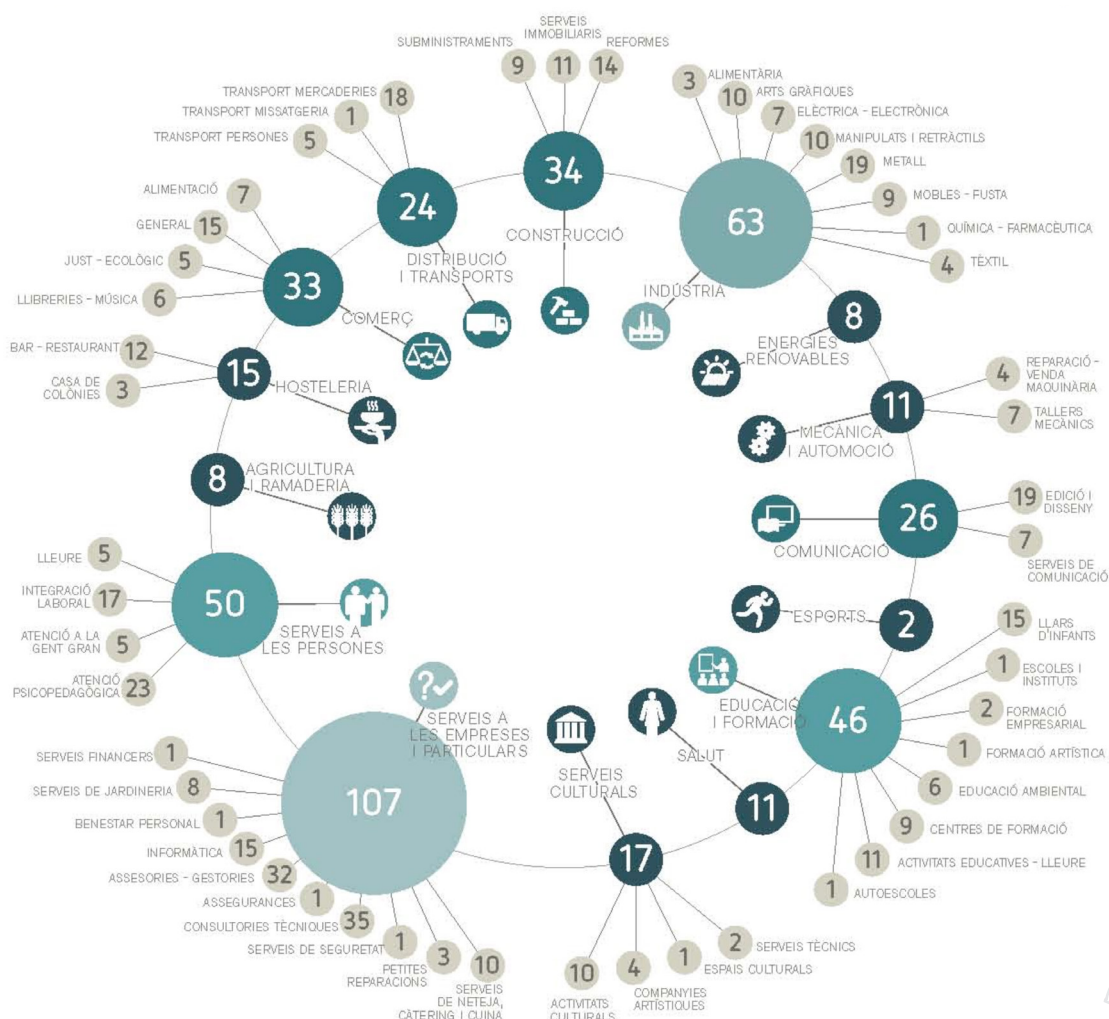 SERVEIS
IMMOBILIARIS
SUBMINISTRAMENTS
REFORMES
9
11
14
34
CONSTRUCCIÓ
3
ALIMENTÀRIA
10
ARTS GRÀFIQUES
7
ELÈCTRICA - ELECTRÒNICA
10
MANIPULATS I RETRÀCTILS
19
METALL
9
MOBLES - FUSTA
1
QUÍMICA - FARMACÈUTICA
4
TÈXTIL
63
INDÚSTRIA
8
ENERGIES
RENOVABLES
4
REPARACIÓ -
VENDA
MAQUINÀRIA
7
TALLERS
MECÀNICS
11
MECÀNICA
I AUTOMOCIÓ
19
EDICIÓ I
DISSENY
7
SERVEIS DE
COMUNICACIÓ
26
COMUNICACIÓ
2
ESPORTS
15
LLARS
D'INFANTS
1
ESCOLES I
INSTITUTS
2
FORMACIÓ
EMPRESARIAL
1
FORMACIÓ ARTÍSTICA
6
EDUCACIÓ AMBIENTAL
9
CENTRES DE FORMACIÓ
11
ACTIVITATS EDUCATIVES - LLEURE
1
AUTOESCOLES
46
EDUCACIÓ
I FORMACIÓ
11
SALUT
17
SERVEIS
CULTURALS
2
SERVEIS TÈCNICS
1
ESPAIS CULTURALS
4
COMPANYIES
ARTÍSTIQUES
10
ACTIVITATS
CULTURALS
107
SERVEIS A
LES EMPRESES
I PARTICULARS
?
SERVEIS FINANCERS
1
SERVEIS DE JARDINERIA
8
BENESTAR PERSONAL
1
INFORMÀTICA
15
ASSESORIES - GESTORIES
32
ASSEGURANCES
1
CONSULTORIES TÈCNIQUES
35
SERVEIS DE SEGURETAT
1
PETITES
REPARACIONS
3
SERVEIS
DE NETEJA,
CÀTERING I CUINA
10
50
SERVEIS A
LES PERSONES
LLEURE
5
INTEGRACIÓ
LABORAL
17
ATENCIÓ A LA
GENT GRAN
5
ATENCIÓ
PSICOPEDAGÒGICA
23
8
AGRICULTURA
I RAMADERIA
15
HOSTELERIA
BAR - RESTAURANT
12
CASA DE
COLÒNIES
3
33
COMERÇ
ALIMENTACIÓ
7
GENERAL
15
JUST - ECOLÒGIC
5
LLIBRERIES - MÚSICA
6
24
DISTRIBUCIÓ
I TRANSPORTS
TRANSPORT MERCADERIES
18
TRANSPORT MISSATGERIA
1
TRANSPORT PERSONES
5